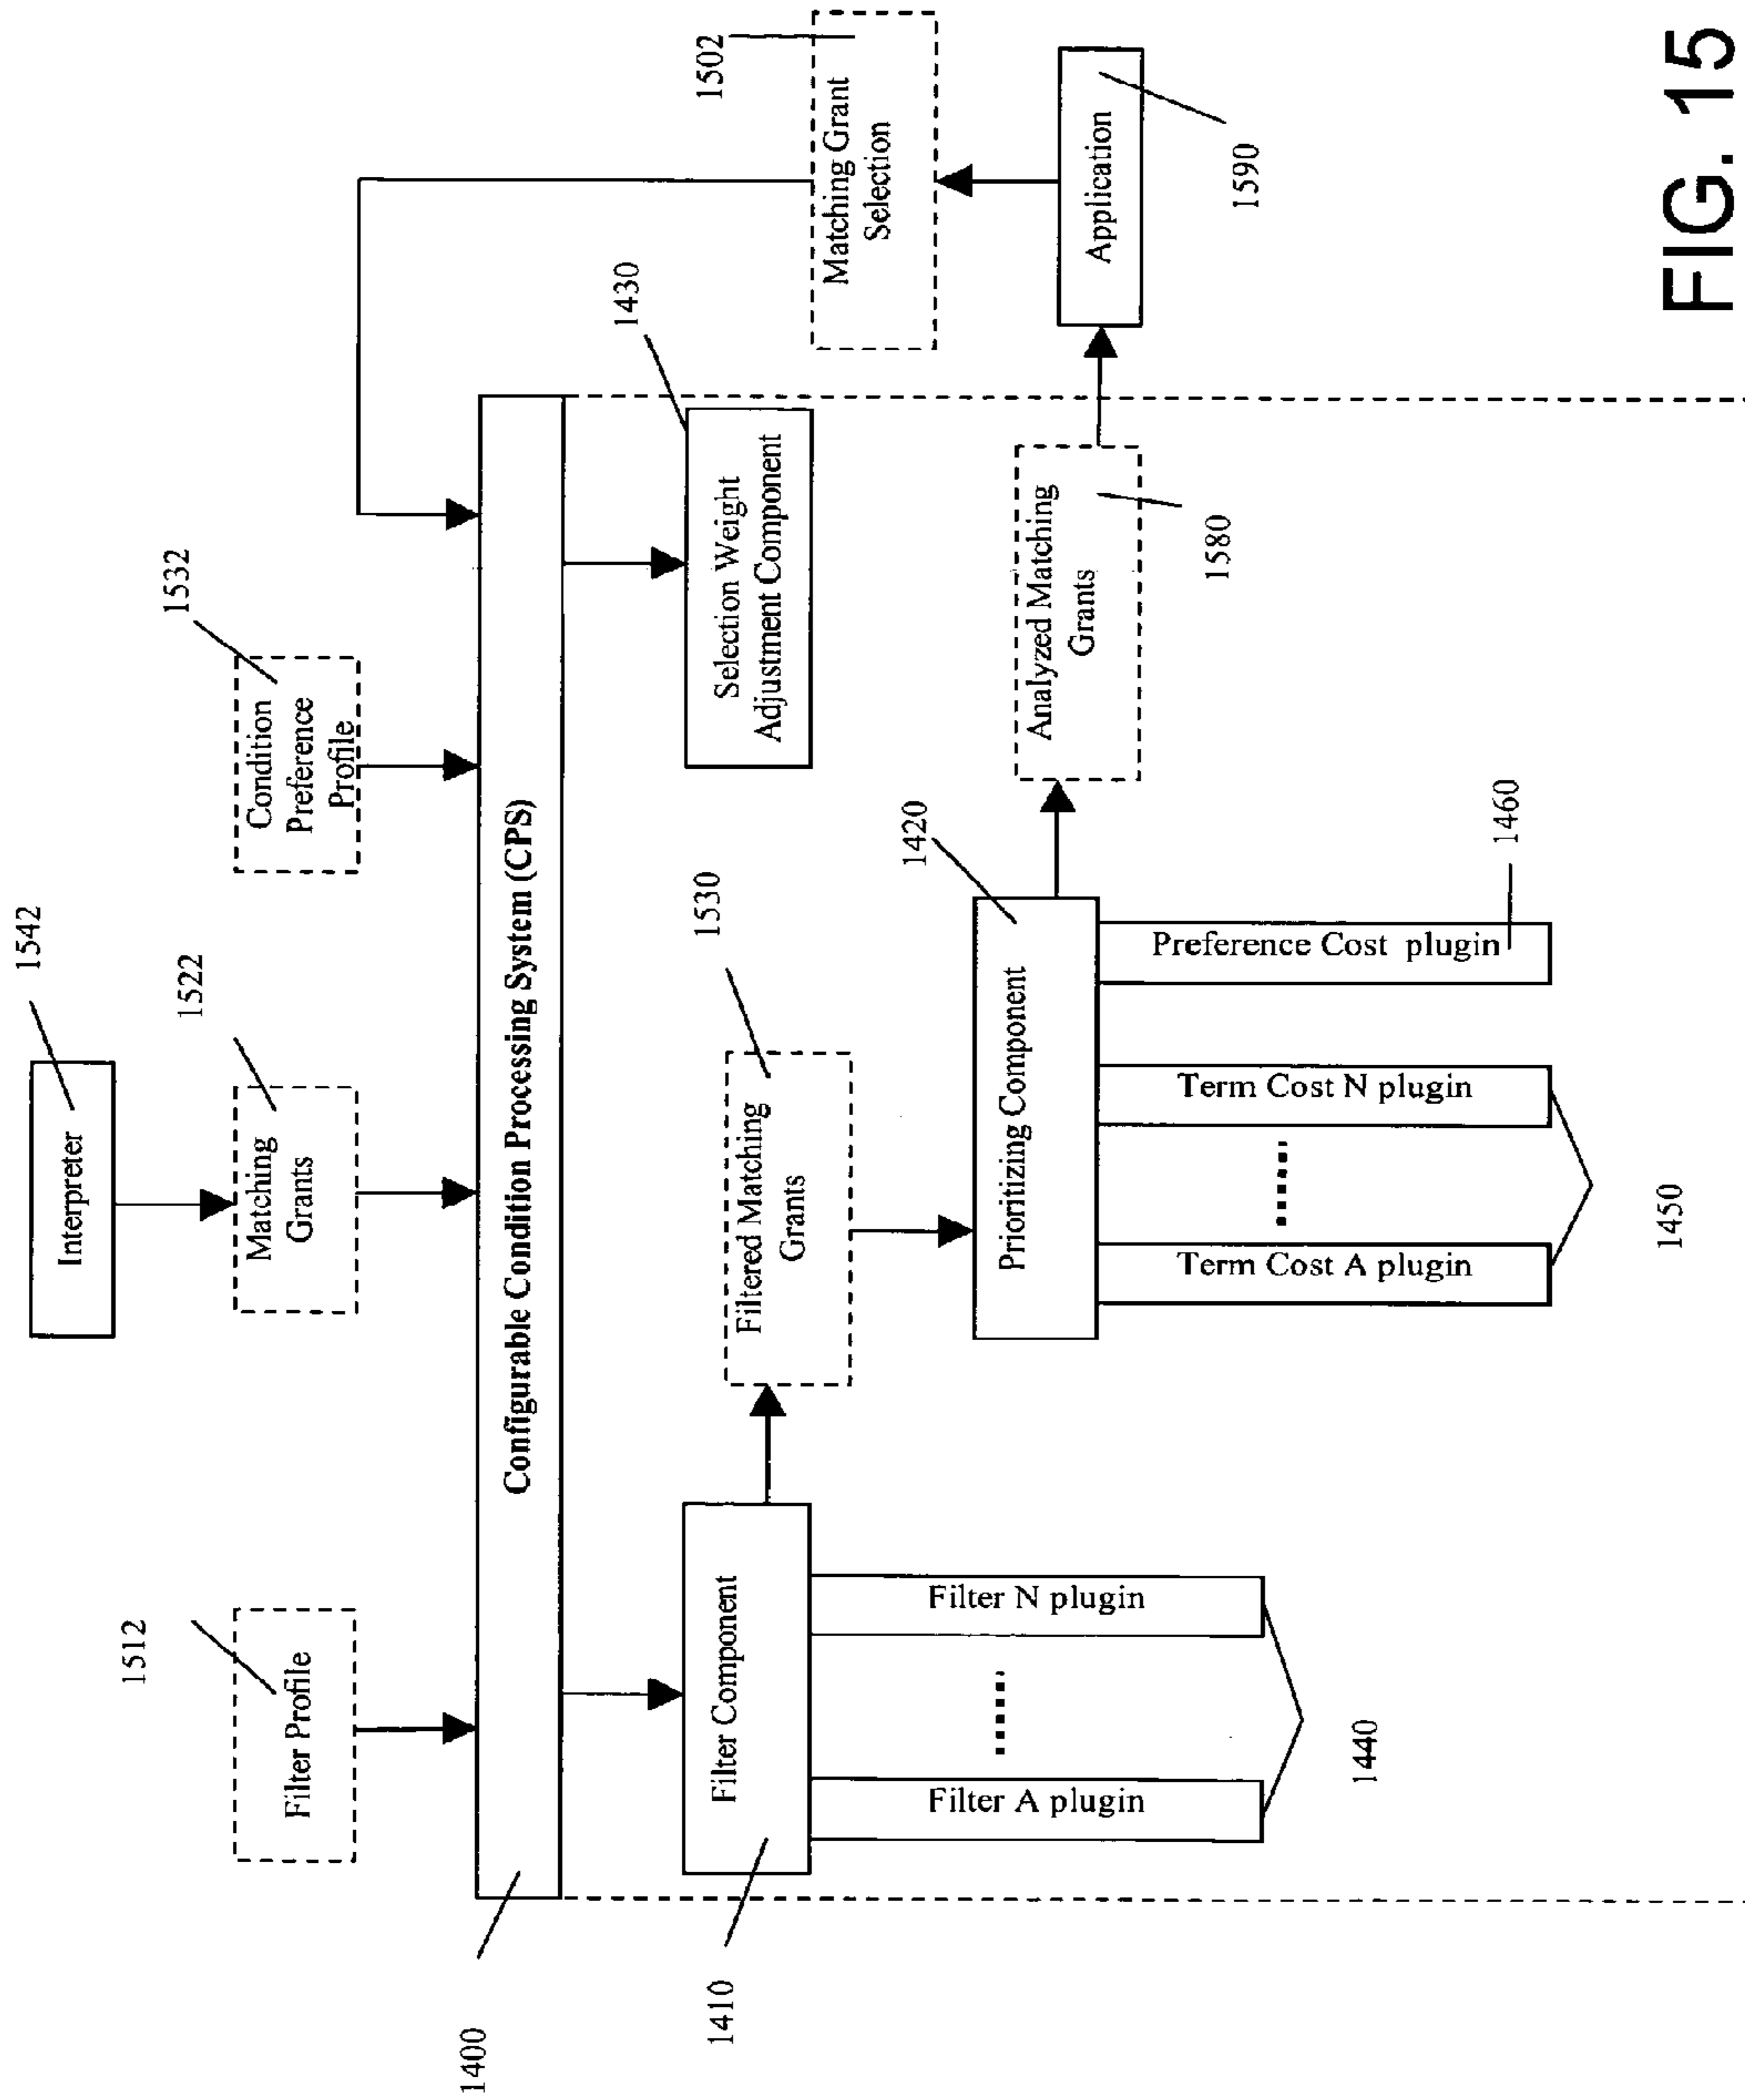 1542
Interpreter
1512
1522
1532
Filter Profile
Matching
Grants
Condition
Preference
Profile
1502
Matching Grant
Selection
1400
Configurable Condition Processing System (CPS)
1410
Filter Component
1530
Filtered Matching
Grants
1430
Selection Weight
Adjustment Component
Application
1590
Filter A plugin
.....
Filter N plugin
1440
1420
Prioritizing Component
Analyzed Matching
Grants
1580
Term Cost A plugin
.....
Term Cost N plugin
Preference Cost plugin
1460
1450
FIG. 15